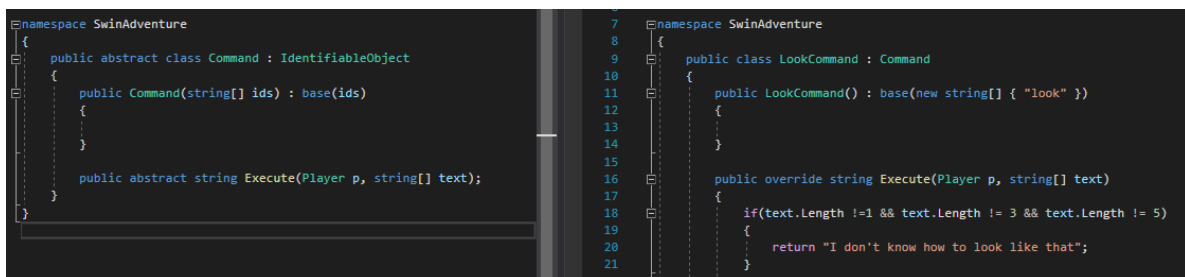 namespace SwinAdventure
{
public abstract class Command : IdentifiableObject
{
public Command(string[] ids) : base(ids)
{
}
public abstract string Execute(Player p, string[] text);
}
}
7 namespace SwinAdventure
8 {
9 public class LookCommand : Command
10 {
11 public LookCommand() : base(new string[] { "look" })
12 {
13
14 }
15
16 public override string Execute(Player p, string[] text)
17 {
18 if(text.Length !=1 && text.Length != 3 && text.Length != 5)
19 {
20 return "I don't know how to look like that";
21 }